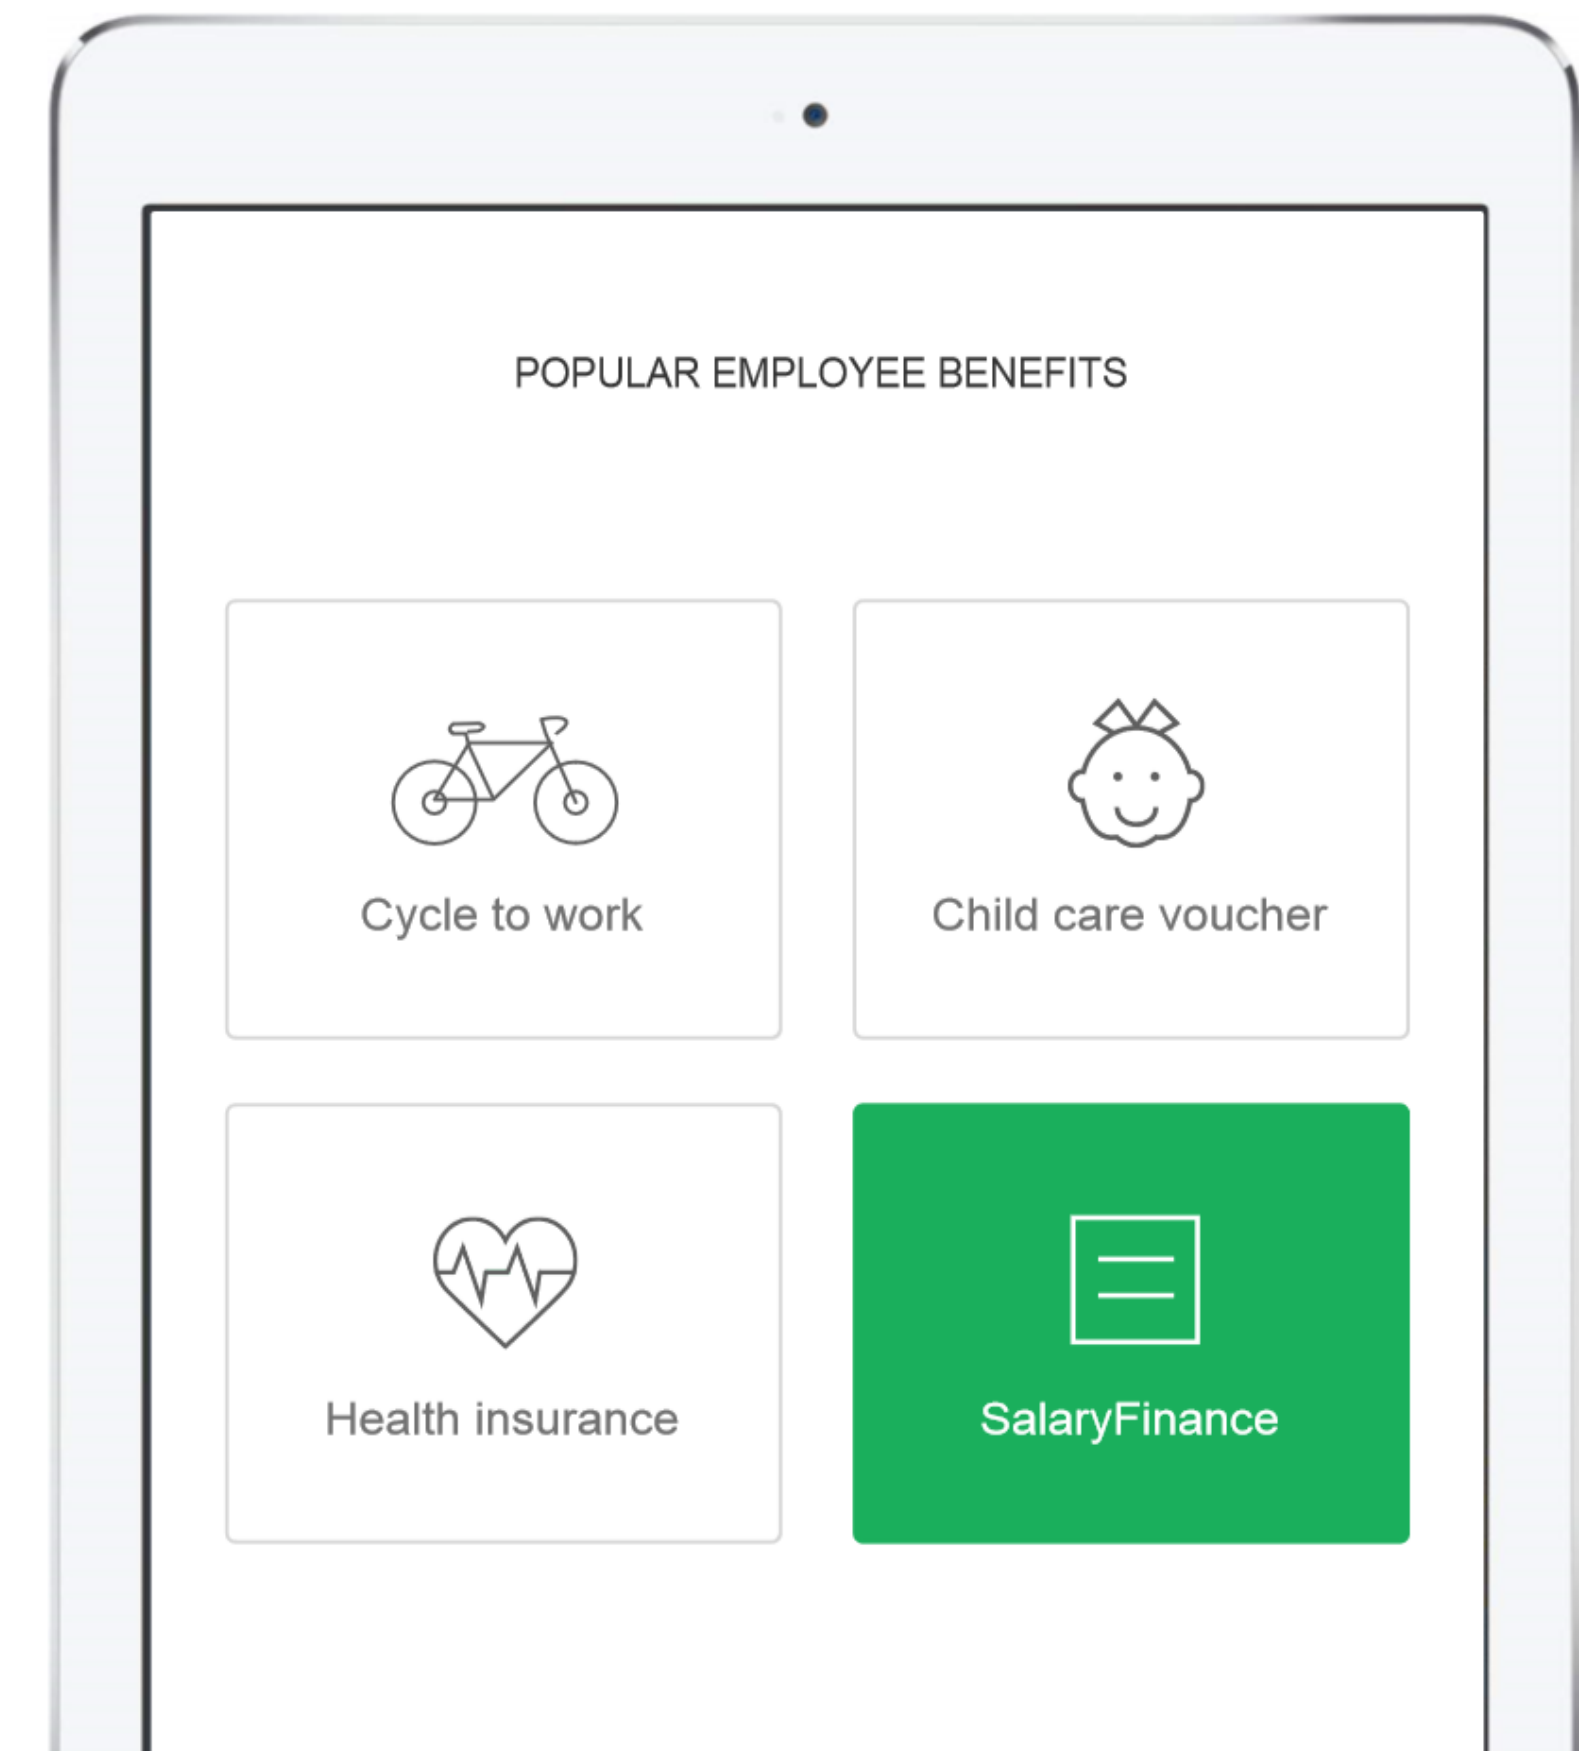 POPULAR EMPLOYEE BENEFITS
Cycle to work
Child care voucher
Health insurance
SalaryFinance